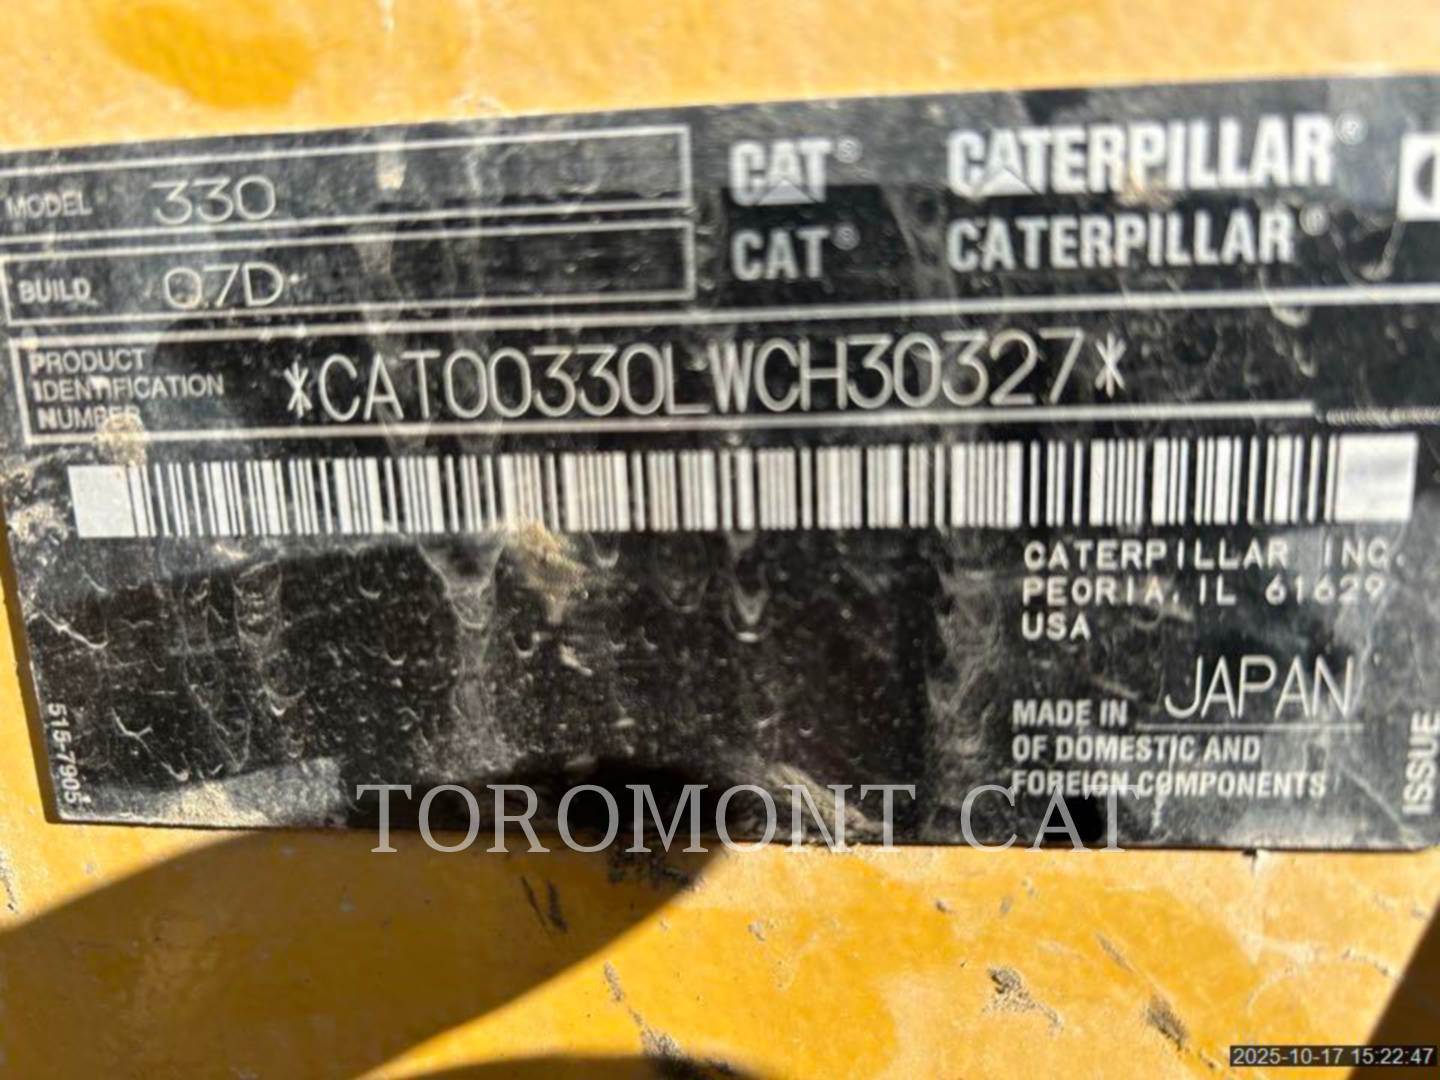 MODEL 330
BUILD 07D
CAT® CATERPILLAR®
CAT® CATERPILLAR®
PRODUCT
IDENTIFICATION
NUMBER
*CAT00330LWCH30327*
CATERPILLAR INC.
PEORIA, IL 61629
USA
MADE IN JAPAN
OF DOMESTIC AND
FOREIGN COMPONENTS
515-7905
ISSUE
TOROMONT CAT
2025-10-17 15:22:47